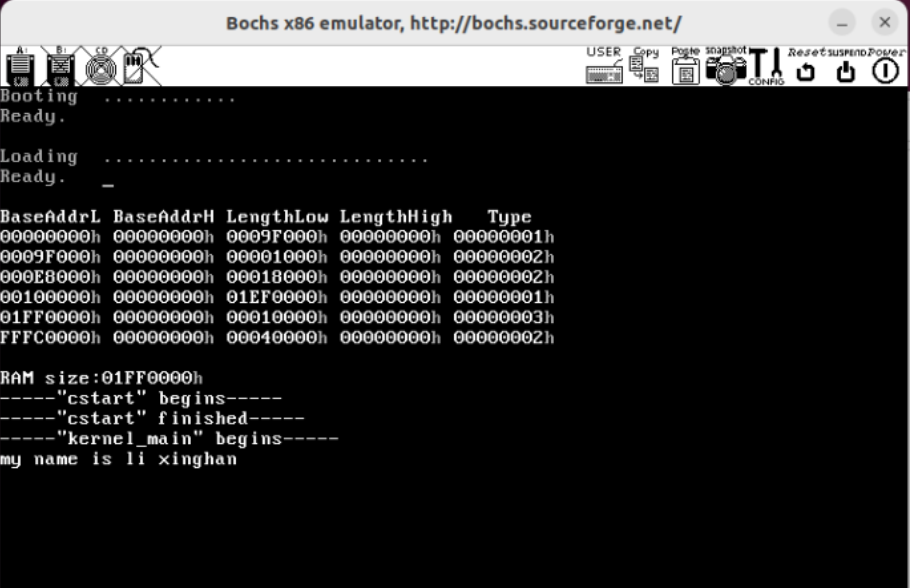 Bochs x86 emulator, http://bochs.sourceforge.net/
A: B: CD USER Copy Paste snapshot CONFIG Reset SUSPEND Power
Booting ............
Ready.
Loading .............................
Ready. _
BaseAddrL BaseAddrH LengthLow LengthHigh Type
00000000h 00000000h 0009F000h 00000000h 00000001h
0009F000h 00000000h 00001000h 00000000h 00000002h
000E8000h 00000000h 00018000h 00000000h 00000002h
00100000h 00000000h 01EF0000h 00000000h 00000001h
01FF0000h 00000000h 00010000h 00000000h 00000003h
FFFC0000h 00000000h 00040000h 00000000h 00000002h
RAM size:01FF0000h
-----"cstart" begins-----
-----"cstart" finished-----
-----"kernel_main" begins-----
my name is li xinghan